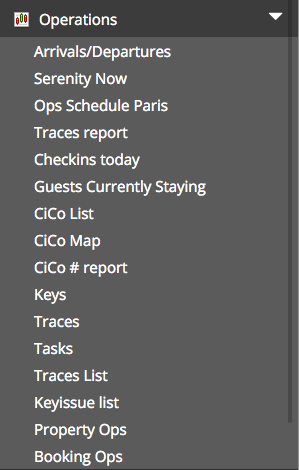 Operations
Arrivals/Departures
Serenity Now
Ops Schedule Paris
Traces report
Checkins today
Guests Currently Staying
CiCo List
CiCo Map
CiCo # report
Keys
Traces
Tasks
Traces List
Keyissue list
Property Ops
Booking Ops